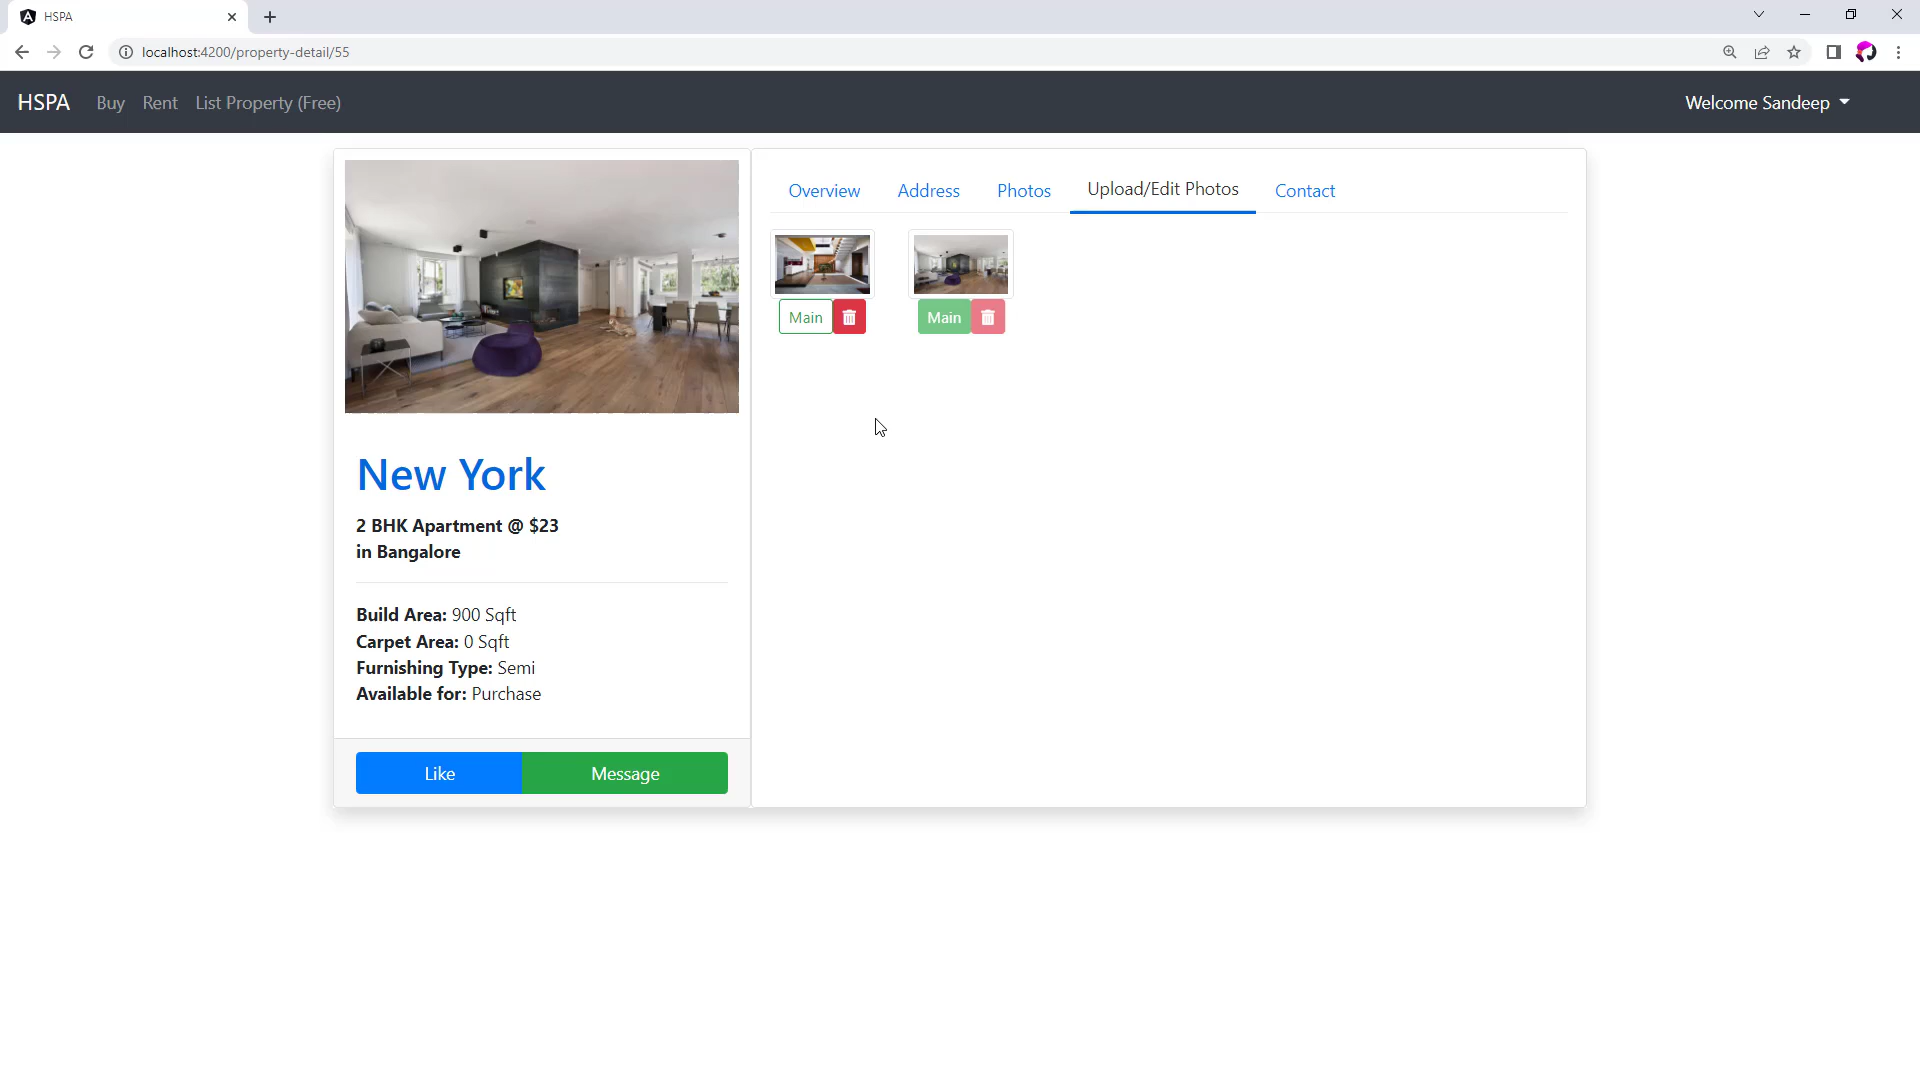 HSPA
localhost:4200/property-detail/55
HSPA Buy Rent List Property (Free) Welcome Sandeep
Overview Address Photos Upload/Edit Photos Contact
Main Main
New York
2 BHK Apartment @ $23
in Bangalore
Build Area: 900 Sqft
Carpet Area: 0 Sqft
Furnishing Type: Semi
Available for: Purchase
Like Message